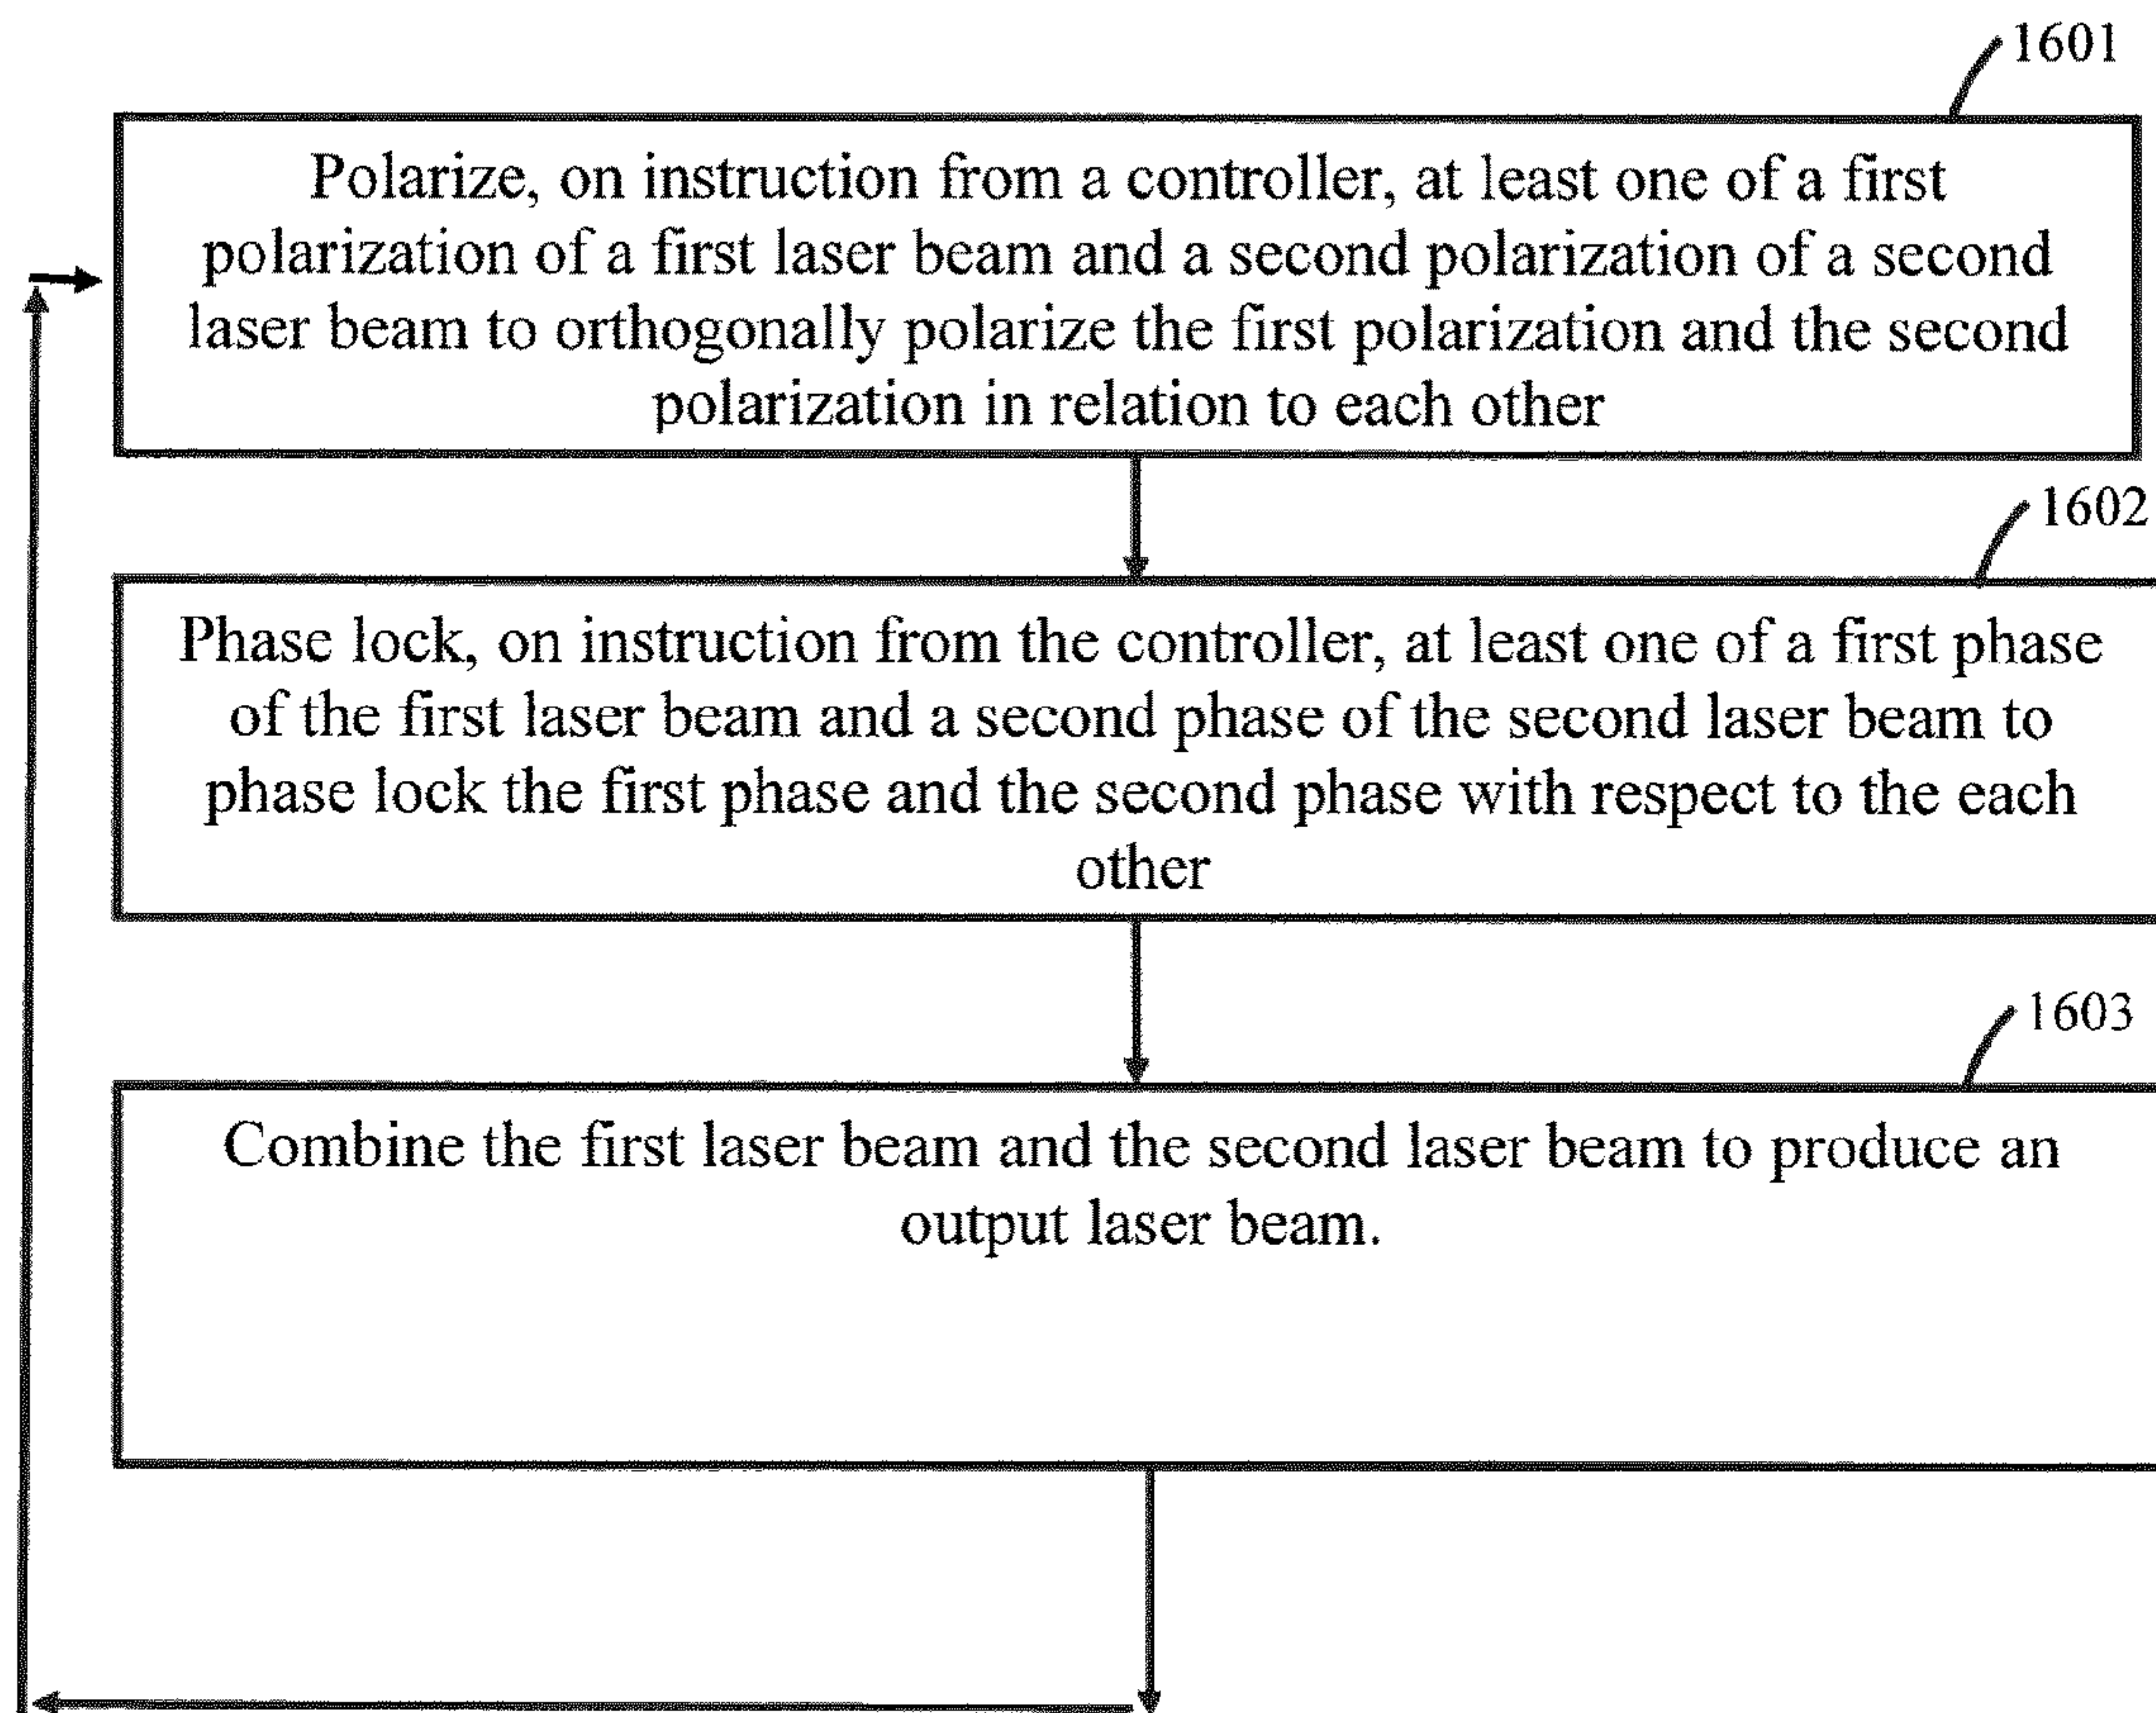 1601
Polarize, on instruction from a controller, at least one of a first
polarization of a first laser beam and a second polarization of a second
laser beam to orthogonally polarize the first polarization and the second
polarization in relation to each other
1602
Phase lock, on instruction from the controller, at least one of a first phase
of the first laser beam and a second phase of the second laser beam to
phase lock the first phase and the second phase with respect to the each
other
1603
Combine the first laser beam and the second laser beam to produce an
output laser beam.